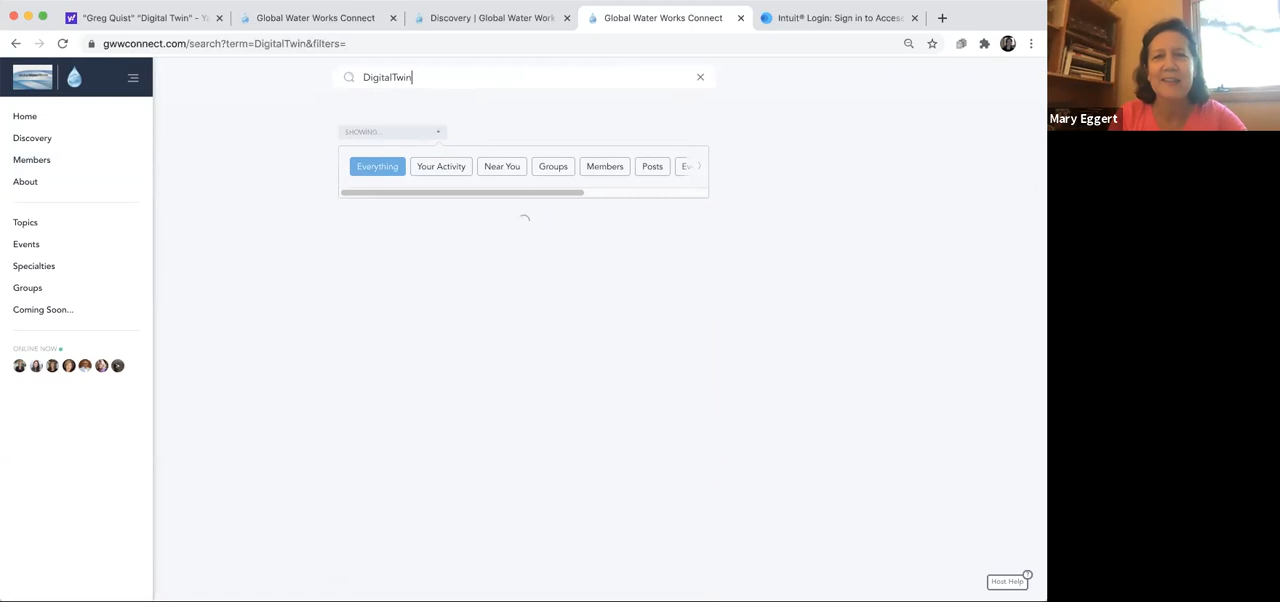 "Greg Quist" "Digital Twin" - Ya
Global Water Works Connect
Discovery | Global Water Work
Global Water Works Connect
Intuit® Login: Sign in to Access
gwwconnect.com/search?term=DigitalTwin&filters=
DigitalTwin
Home
Discovery
Members
About
Topics
Events
Specialties
Groups
Coming Soon...
ONLINE NOW
SHOWING...
Everything
Your Activity
Near You
Groups
Members
Posts
Ev
Host Help
?
Mary Eggert